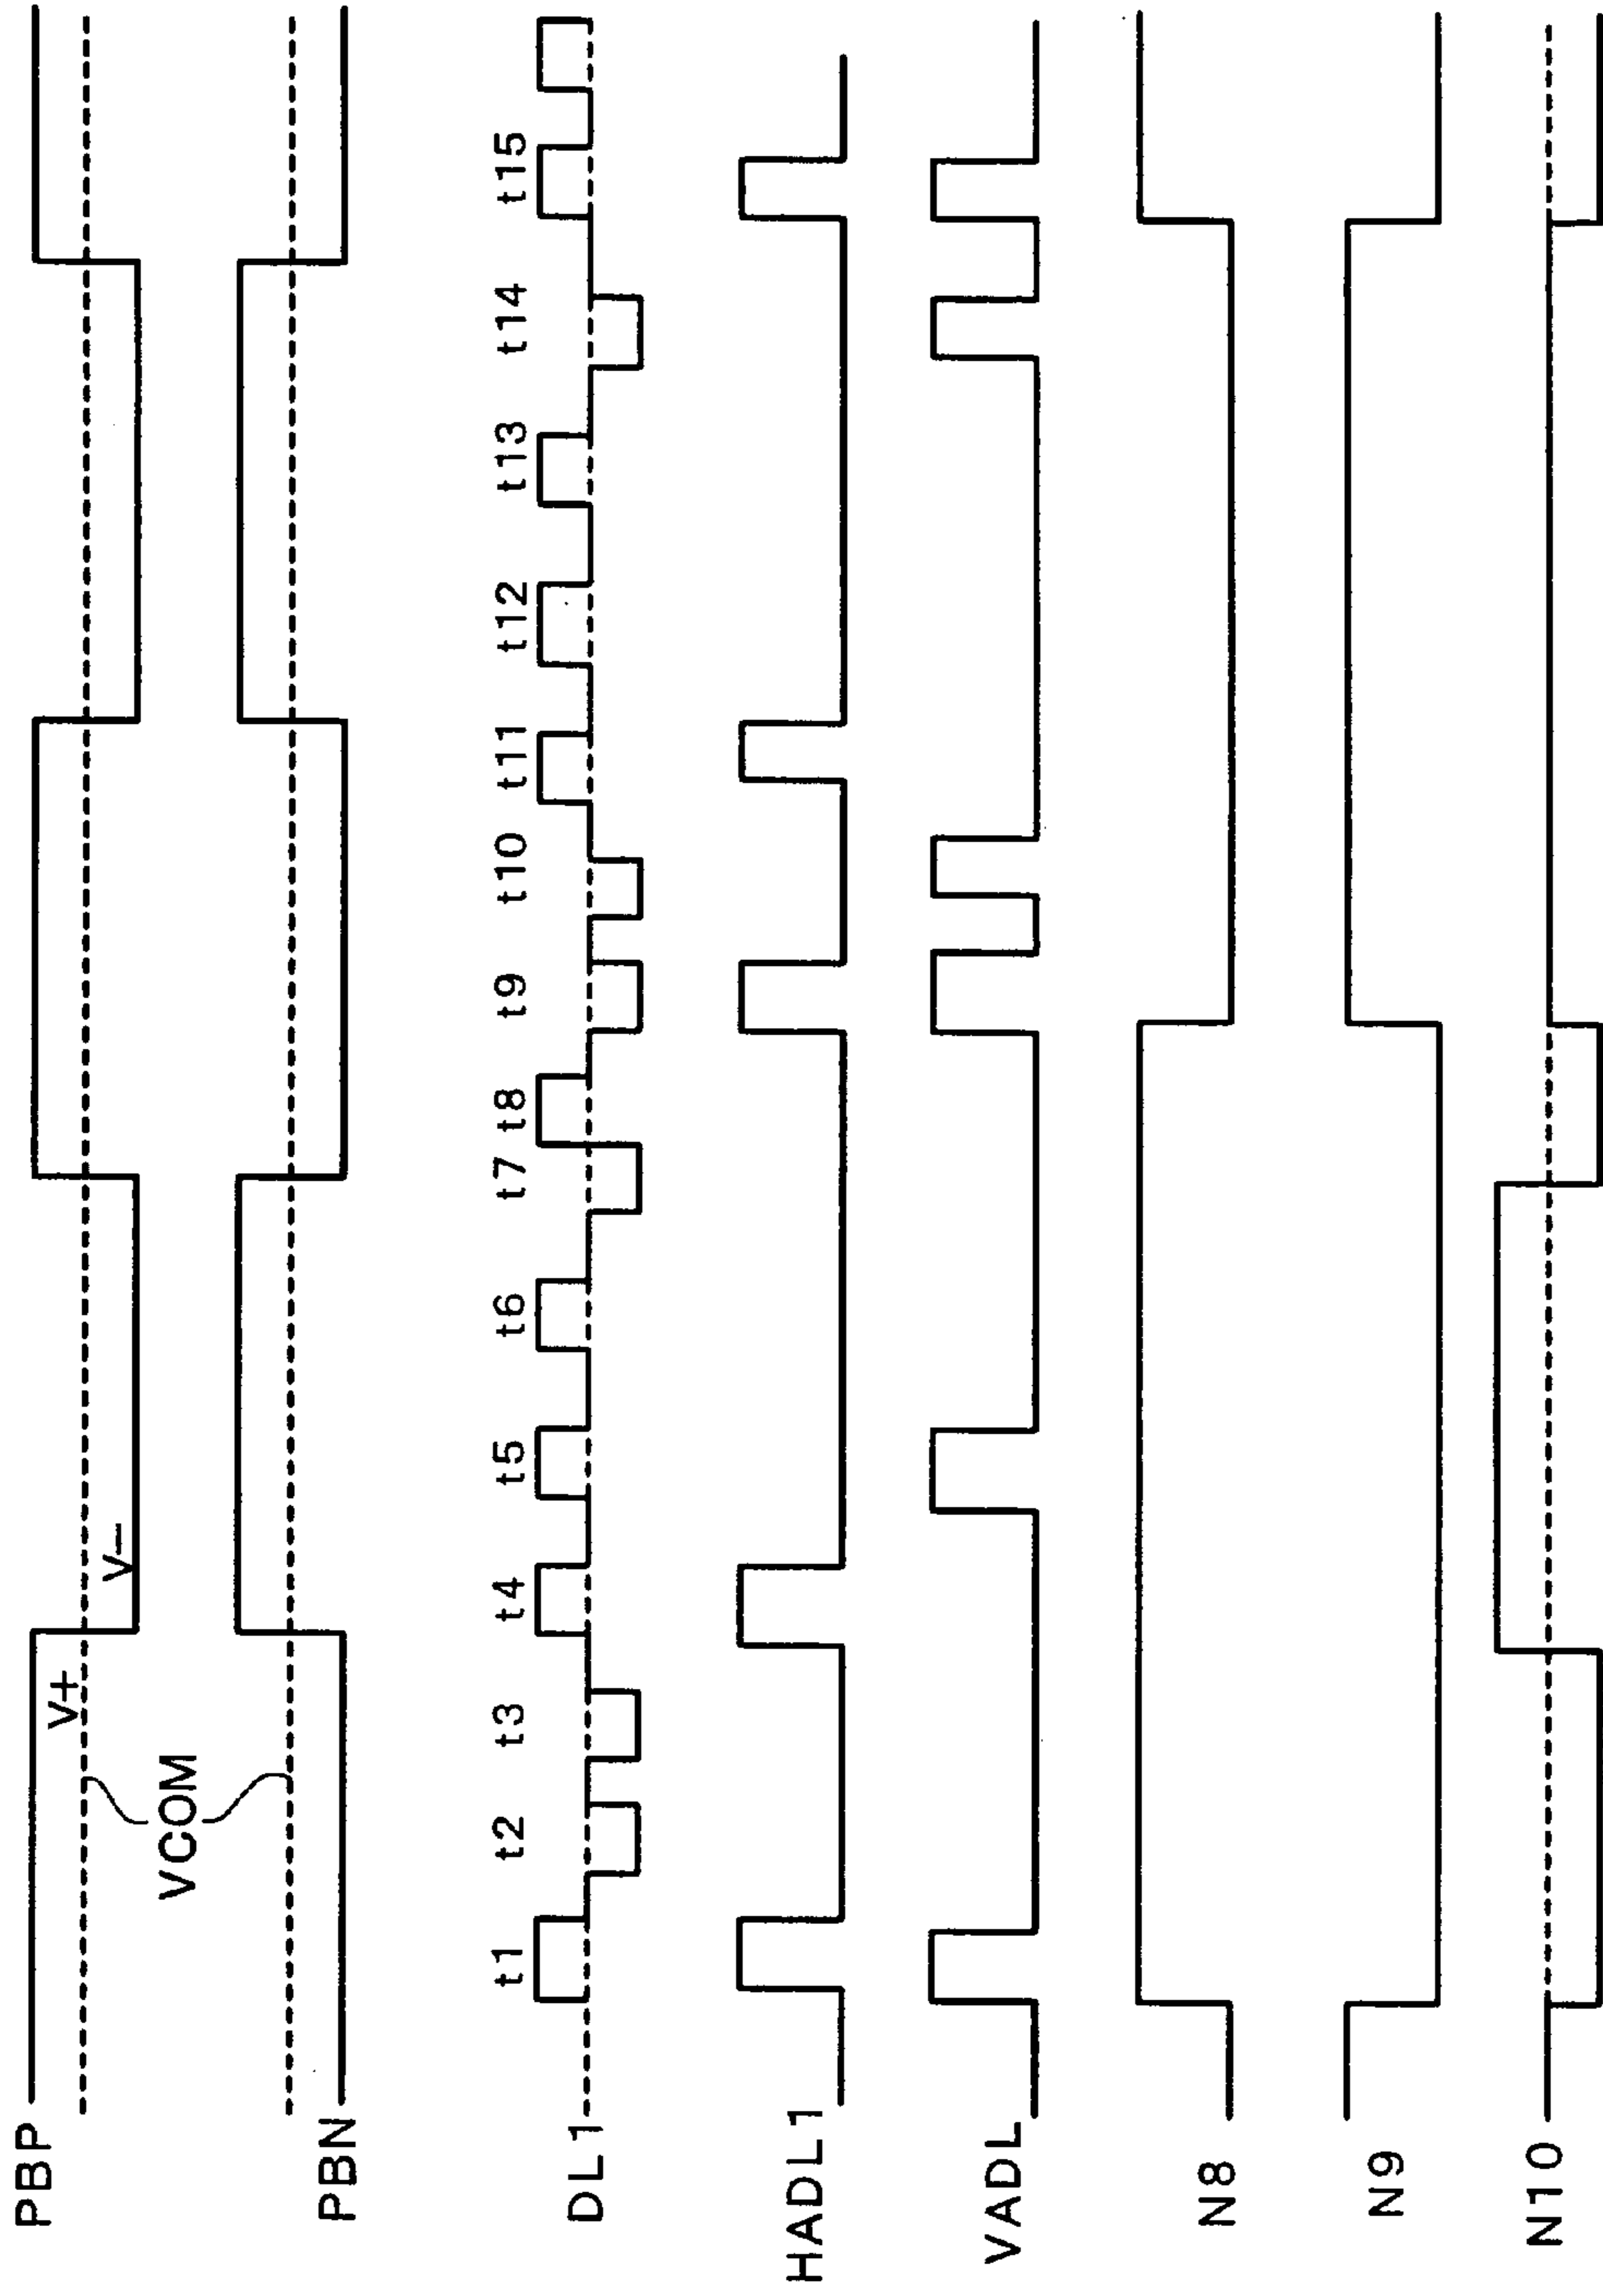 PBP
V+
V-
VCOM
PBN
t1 t2 t3 t4 t5 t6 t7 t8 t9 t10 t11 t12 t13 t14 t15
DL1
HADL1
VADL
N8
N9
N10